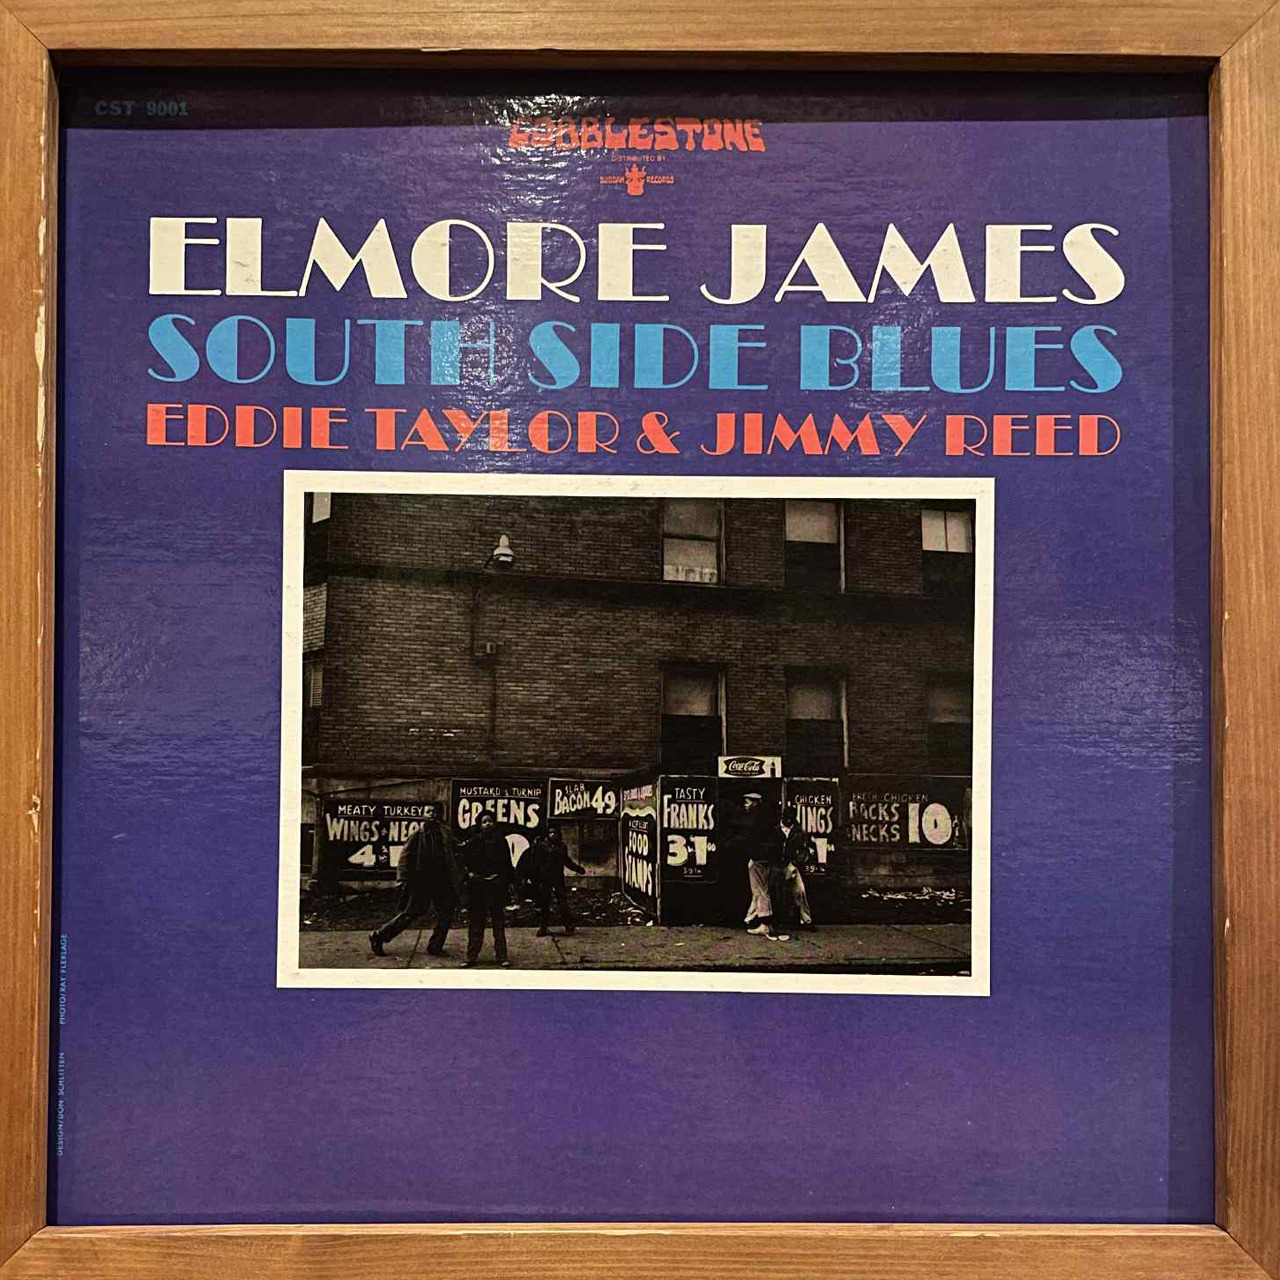 CST 9001
COBBLESTONE
DISTRIBUTED BY
BUDDAH RECORDS
ELMORE JAMES
SOUTH SIDE BLUES
EDDIE TAYLOR & JIMMY REED
Coca-Cola
MEATY TURKEY
WINGS
MUSTARD & TURNIP
GREENS
SLAB
BACON 49
FOOD
STAMPS
TASTY
FRANKS
3 1
CHICKEN
WINGS
FRESH CHICKEN
BACKS
NECKS 10
DESIGN/DON SCHLITTEN PHOTO/RAY FLERLAGE